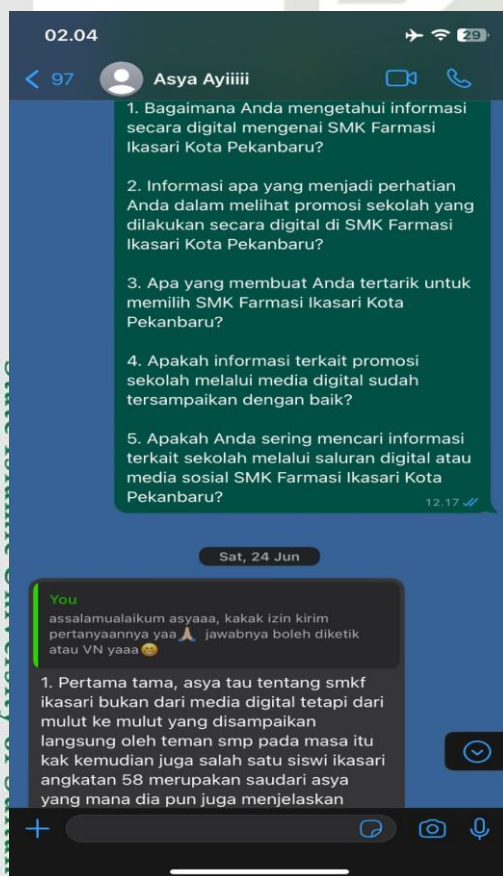 02.04
29
97
Asya Ayiiiii
1. Bagaimana Anda mengetahui informasi
secara digital mengenai SMK Farmasi
Ikasari Kota Pekanbaru?
2. Informasi apa yang menjadi perhatian
Anda dalam melihat promosi sekolah yang
dilakukan secara digital di SMK Farmasi
Ikasari Kota Pekanbaru?
3. Apa yang membuat Anda tertarik untuk
memilih SMK Farmasi Ikasari Kota
Pekanbaru?
4. Apakah informasi terkait promosi
sekolah melalui media digital sudah
tersampaikan dengan baik?
5. Apakah Anda sering mencari informasi
terkait sekolah melalui saluran digital atau
media sosial SMK Farmasi Ikasari Kota
Pekanbaru?
12.17
Sat, 24 Jun
You
assalamualaikum asyaaa, kakak izin kirim
pertanyaannya yaa🙏🏽 jawabnya boleh diketik
atau VN yaaa😁
1. Pertama tama, asya tau tentang smkf
ikasari bukan dari media digital tetapi dari
mulut ke mulut yang disampaikan
langsung oleh teman smp pada masa itu
kak kemudian juga salah satu siswi ikasari
angkatan 58 merupakan saudari asya
yang mana dia pun juga menjelaskan